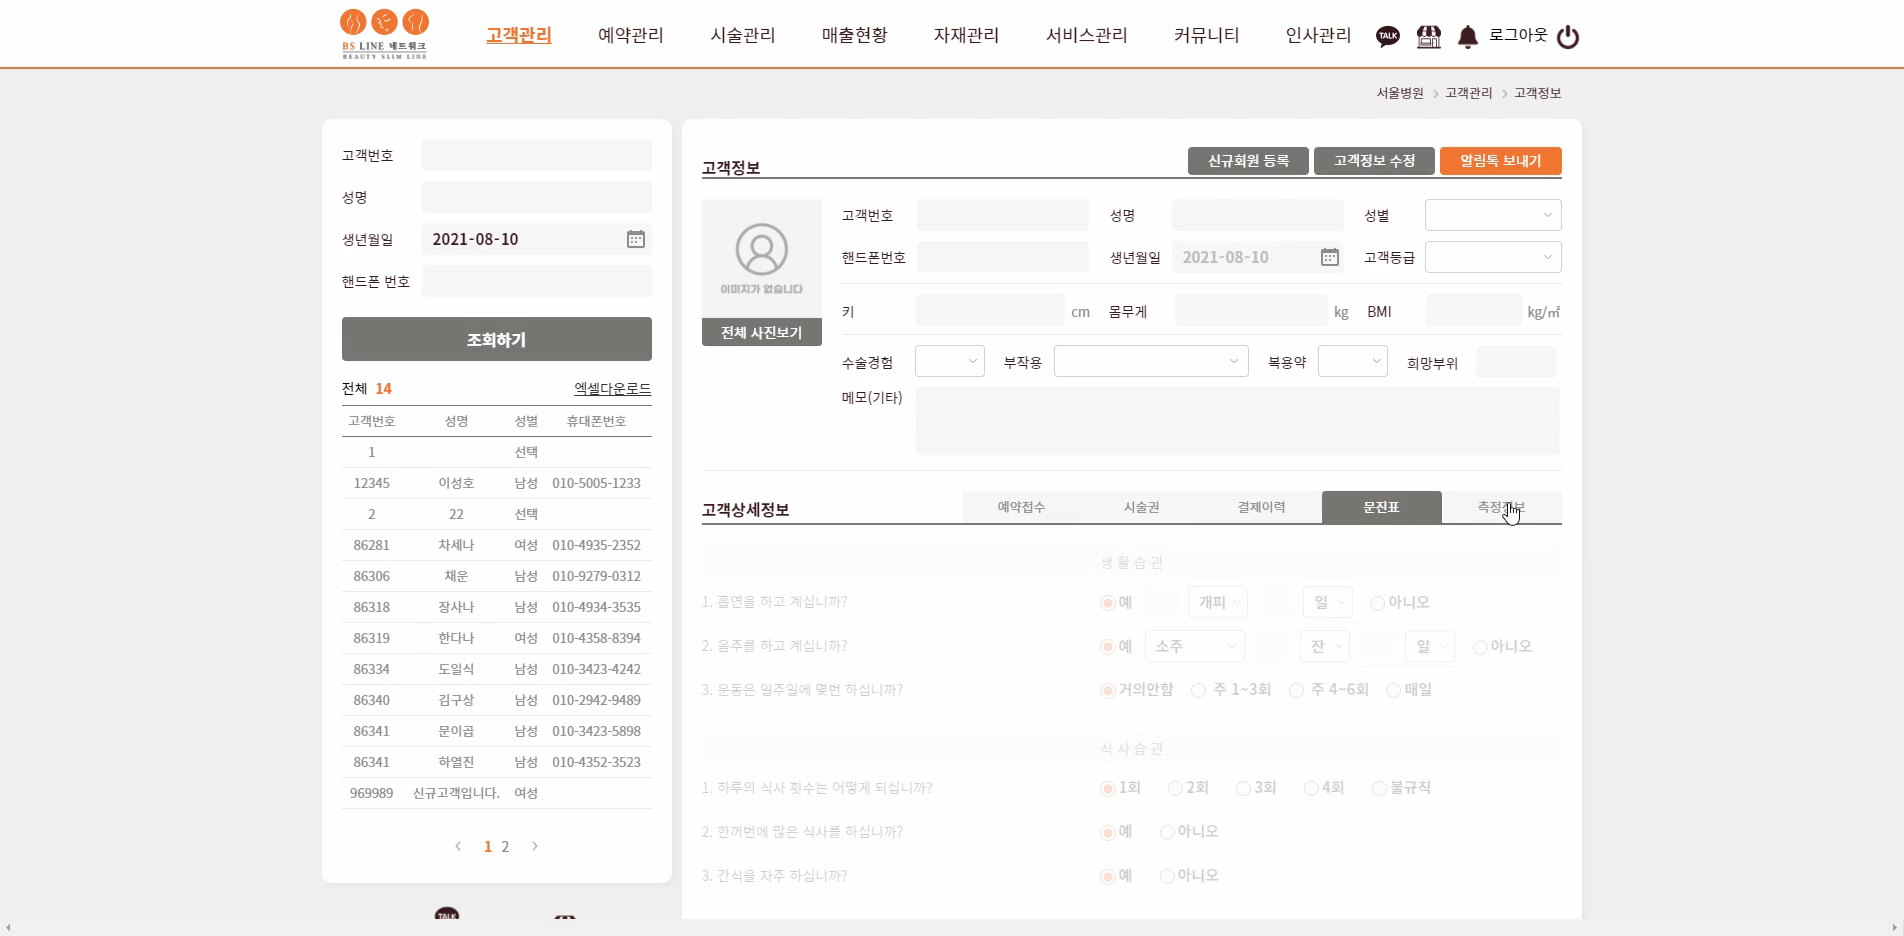 BS LINE 네트워크
BEAUTY SLIM LINE
고객관리 예약관리 시술관리 매출현황 자재관리 서비스관리 커뮤니티 인사관리 TALK 로그아웃
서울병원 > 고객관리 > 고객정보
고객번호
성명
생년월일 2021-08-10
핸드폰 번호
조회하기
전체 14 엑셀다운로드
고객번호 성명 성별 휴대폰번호
1 선택
12345 이성호 남성 010-5005-1233
2 22 선택
86281 차세나 여성 010-4935-2352
86306 채운 남성 010-9279-0312
86318 장사나 남성 010-4934-3535
86319 한다나 여성 010-4358-8394
86334 도일식 남성 010-3423-4242
86340 김구상 남성 010-2942-9489
86341 문이곱 남성 010-3423-5898
86341 하열진 남성 010-4352-3523
969989 신규고객입니다. 여성
< 1 2 >
TALK
고객정보 신규회원 등록 고객정보 수정 알림톡 보내기
이미지가 없습니다
전체 사진보기
고객번호 성명 성별
핸드폰번호 생년월일 2021-08-10 고객등급
키 cm 몸무게 kg BMI kg/㎡
수술경험 부작용 복용약 희망부위
메모(기타)
고객상세정보 예약접수 시술권 결제이력 문진표 측정정보
생 활 습 관
1. 흡연을 하고 계십니까? 예 개피 일 아니오
2. 음주를 하고 계십니까? 예 소주 잔 일 아니오
3. 운동은 일주일에 몇번 하십니까? 거의안함 주 1~3회 주 4~6회 매일
식 사 습 관
1. 하루의 식사 횟수는 어떻게 되십니까? 1회 2회 3회 4회 불규칙
2. 한꺼번에 많은 식사를 하십니까? 예 아니오
3. 간식을 자주 하십니까? 예 아니오